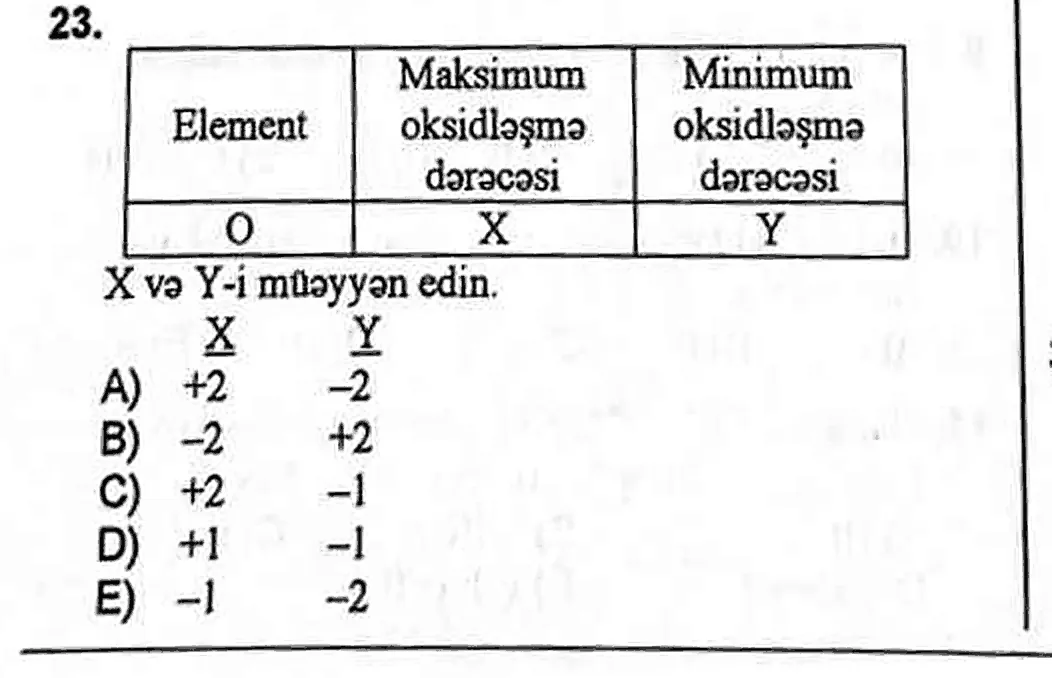 23.
Element
Maksimum
oksidləşmə
dərəcəsi
Minimum
oksidləşmə
dərəcəsi
O X Y
X və Y-i müəyyən edin.
X Y
A) +2 –2
B) –2 +2
C) +2 –1
D) +1 –1
E) –1 –2